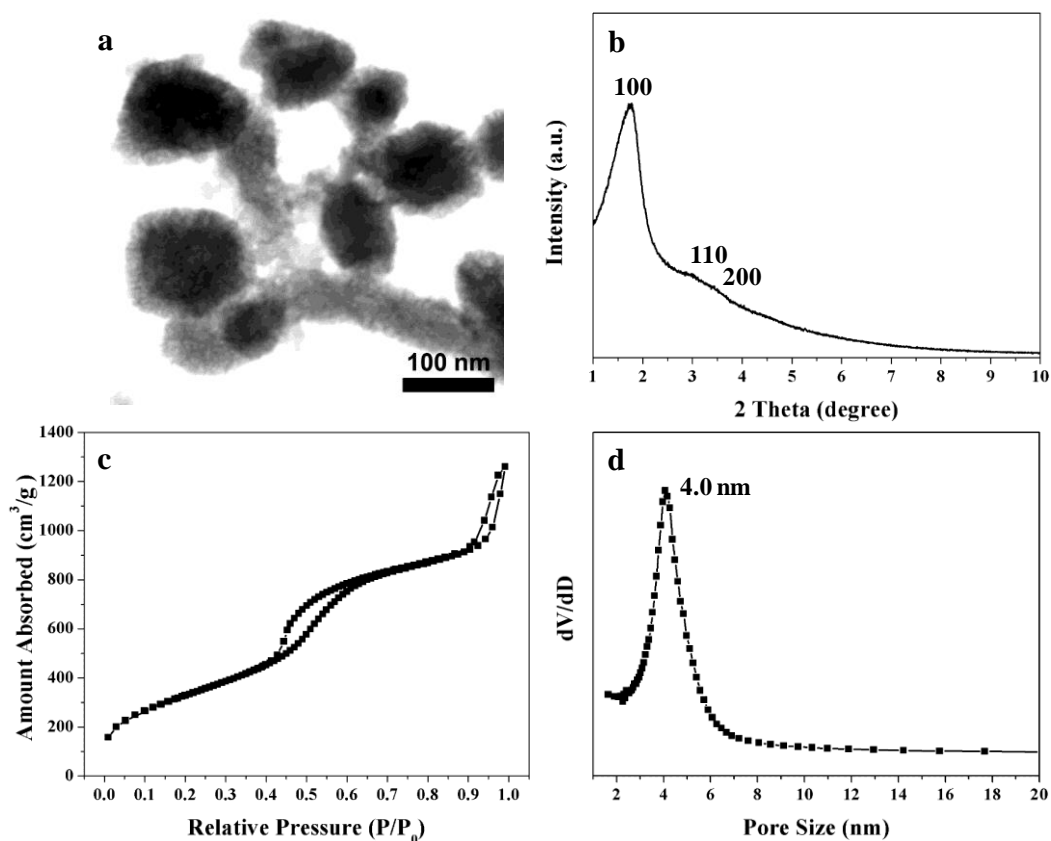 a
100 nm
b
100
110
200
Intensity (a.u.)
1 2 3 4 5 6 7 8 9 10
2 Theta (degree)
c
1400
1200
1000
800
600
400
200
0
Amount Absorbed (cm³/g)
0.0 0.1 0.2 0.3 0.4 0.5 0.6 0.7 0.8 0.9 1.0
Relative Pressure (P/P₀)
d
4.0 nm
dV/dD
2 4 6 8 10 12 14 16 18 20
Pore Size (nm)